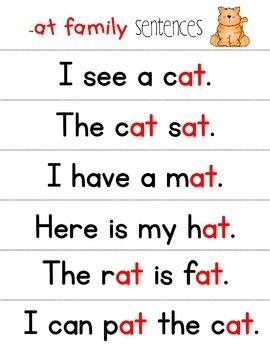 -at family sentences
I see a cat.
The cat sat.
I have a mat.
Here is my hat.
The rat is fat.
I can pat the cat.